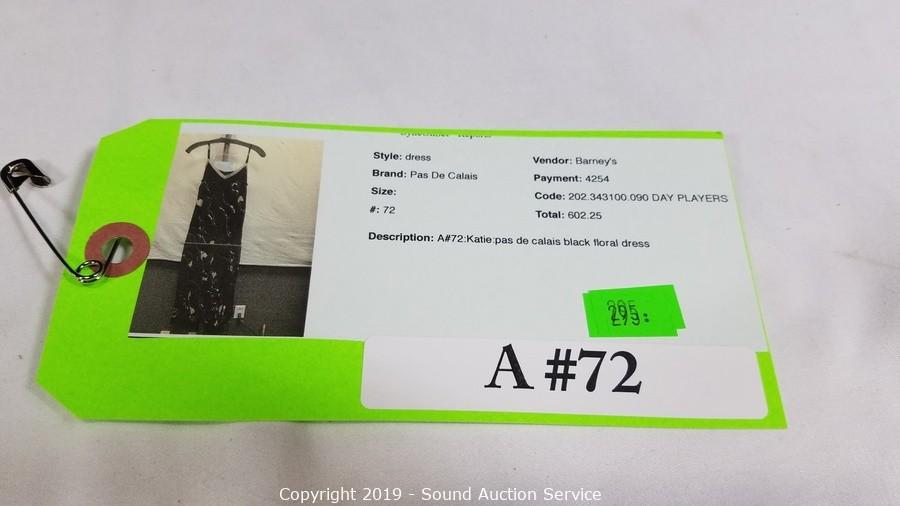 Style: dress
Brand: Pas De Calais
Size:
#: 72
Vendor: Barney's
Payment: 4254
Code: 202.343100.090 DAY PLAYERS
Total: 602.25
Description: A#72:Katie:pas de calais black floral dress
A #72
Copyright 2019 - Sound Auction Service